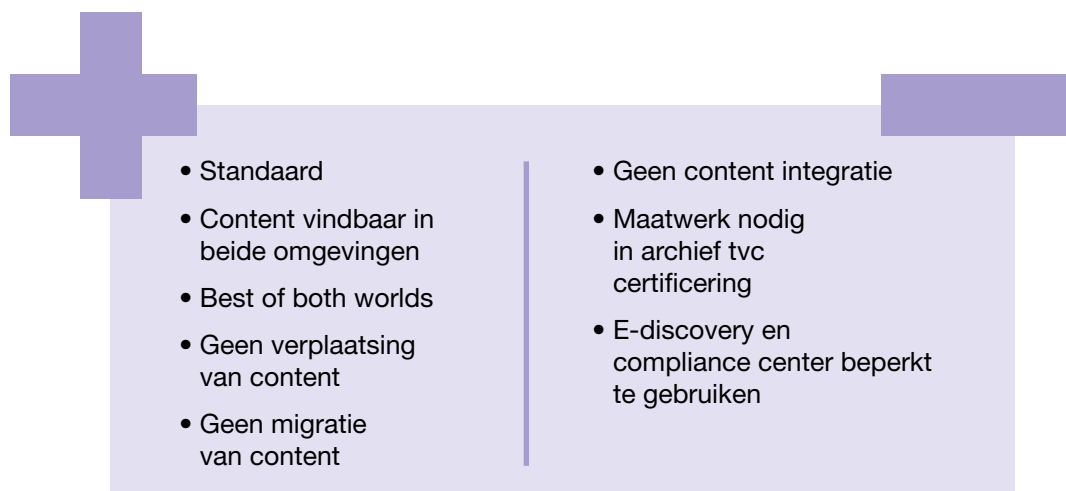 • Standaard
• Content vindbaar in
beide omgevingen
• Best of both worlds
• Geen verplaatsing
van content
• Geen migratie
van content
• Geen content integratie
• Maatwerk nodig
in archief tvc
certificering
• E-discovery en
compliance center beperkt
te gebruiken